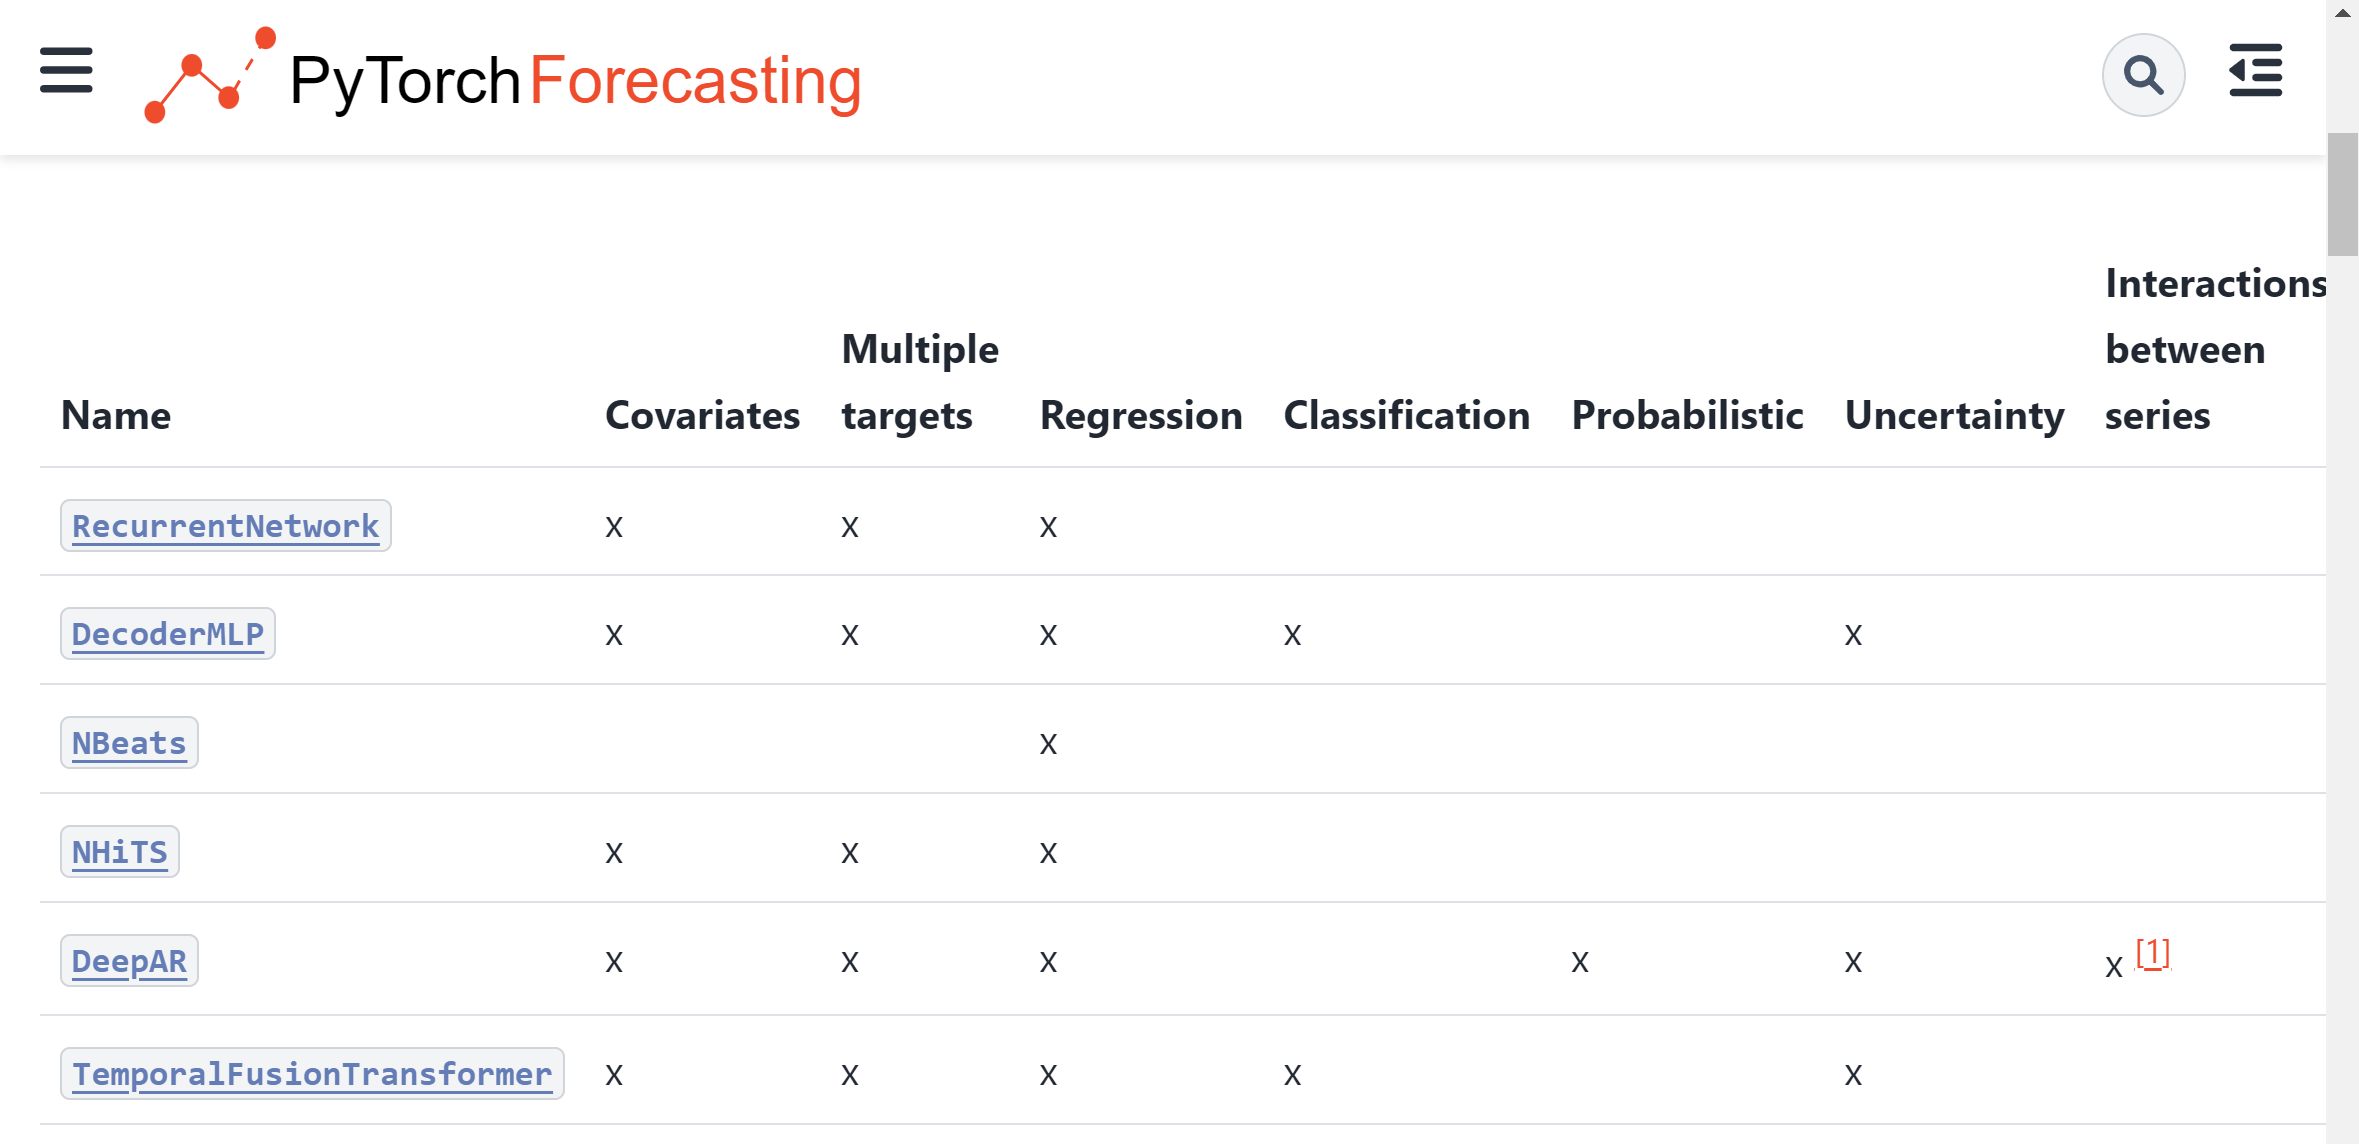 PyTorch Forecasting
Interactions
Multiple between
Name Covariates targets Regression Classification Probabilistic Uncertainty series
RecurrentNetwork x x x
DecoderMLP x x x x x
NBeats x
NHiTS x x x
DeepAR x x x x x x [1]
TemporalFusionTransformer x x x x x